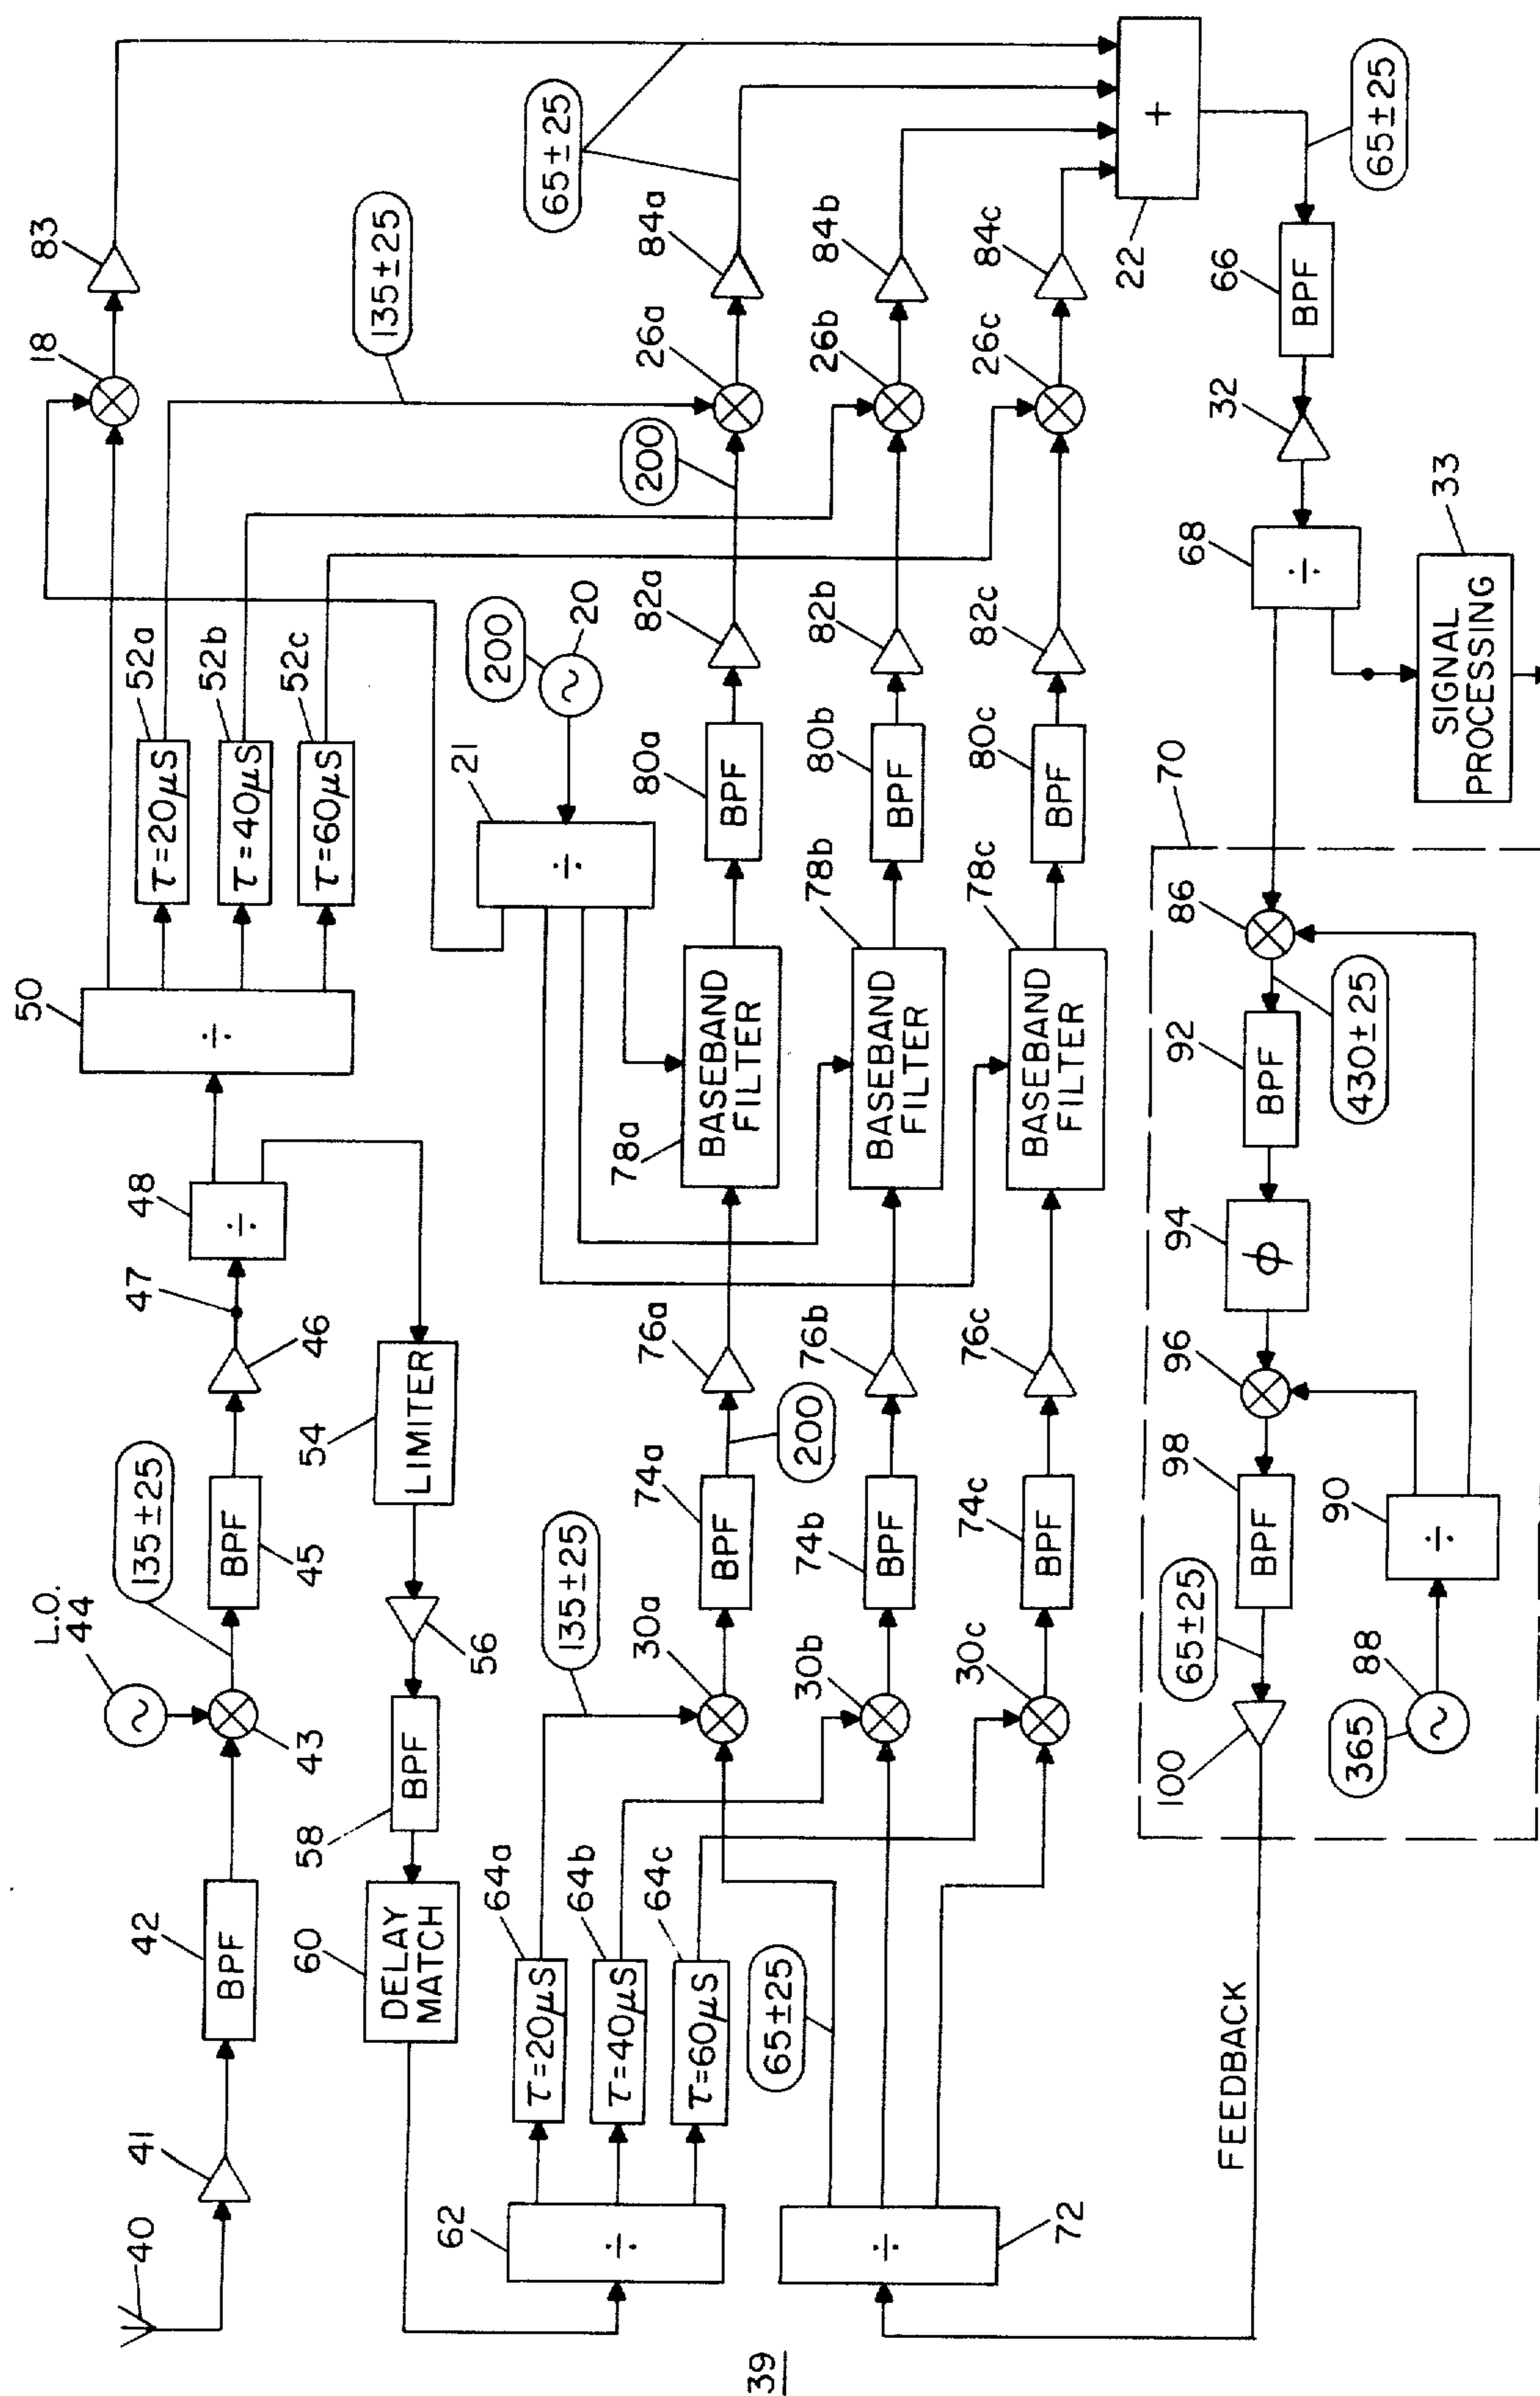 39
40
41
42
BPF
43
L.O.
44
135±25
BPF
45
46
47
48
÷
50
÷
52a
τ=20μS
52b
τ=40μS
52c
τ=60μS
18
83
135±25
65±25
54
LIMITER
56
58
BPF
60
DELAY
MATCH
62
÷
64a
τ=20μS
64b
τ=40μS
64c
τ=60μS
135±25
65±25
72
÷
30a
30b
30c
74a
BPF
74b
BPF
74c
BPF
200
76a
76b
76c
78a
BASEBAND
FILTER
78b
BASEBAND
FILTER
78c
BASEBAND
FILTER
21
÷
200
20
80a
BPF
80b
BPF
80c
BPF
82a
82b
82c
200
26a
26b
26c
84a
84b
84c
22
+
65±25
66
BPF
32
68
÷
33
SIGNAL
PROCESSING
70
86
430±25
92
BPF
94
ϕ
96
98
BPF
65±25
100
90
÷
88
365
FEEDBACK